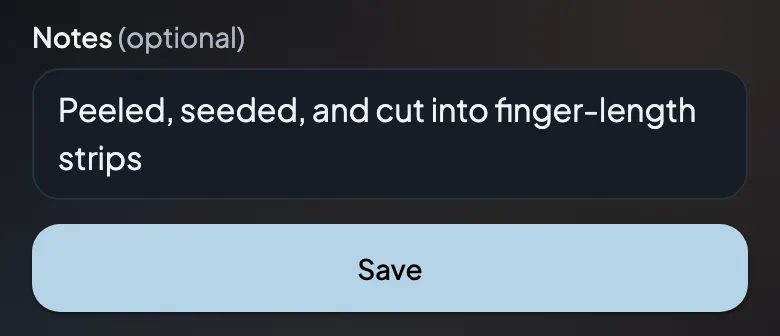 Notes (optional)
Peeled, seeded, and cut into finger-length
strips
Save